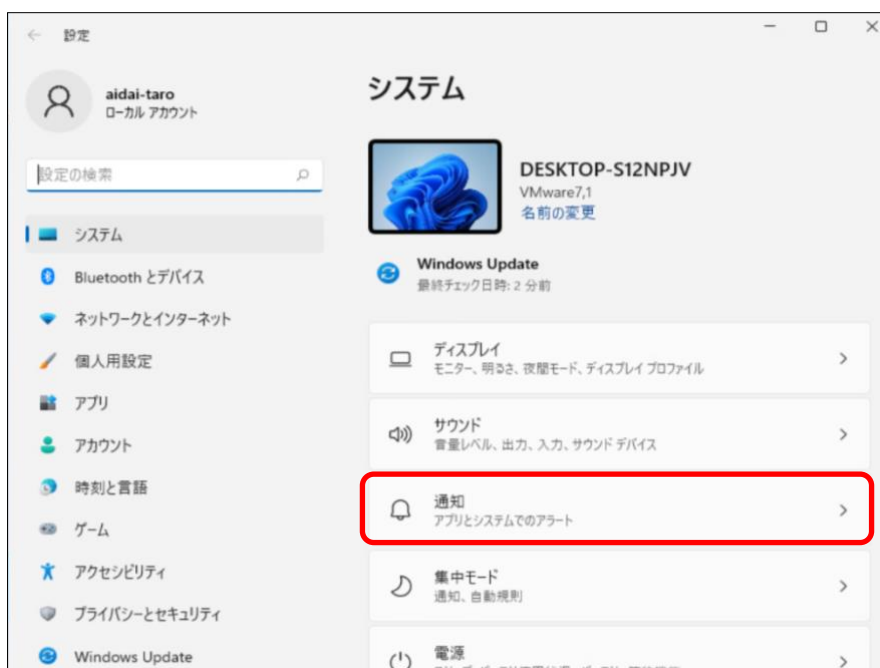 設定
aidai-taro
ローカル アカウント
設定の検索
システム
Bluetooth とデバイス
ネットワークとインターネット
個人用設定
アプリ
アカウント
時刻と言語
ゲーム
アクセシビリティ
プライバシーとセキュリティ
Windows Update
システム
DESKTOP-S12NPJV
VMware7,1
名前の変更
Windows Update
最終チェック日時: 2 分前
ディスプレイ
モニター、明るさ、夜間モード、ディスプレイ プロファイル
サウンド
音量レベル、出力、入力、サウンド デバイス
通知
アプリとシステムでのアラート
集中モード
通知、自動規則
電源